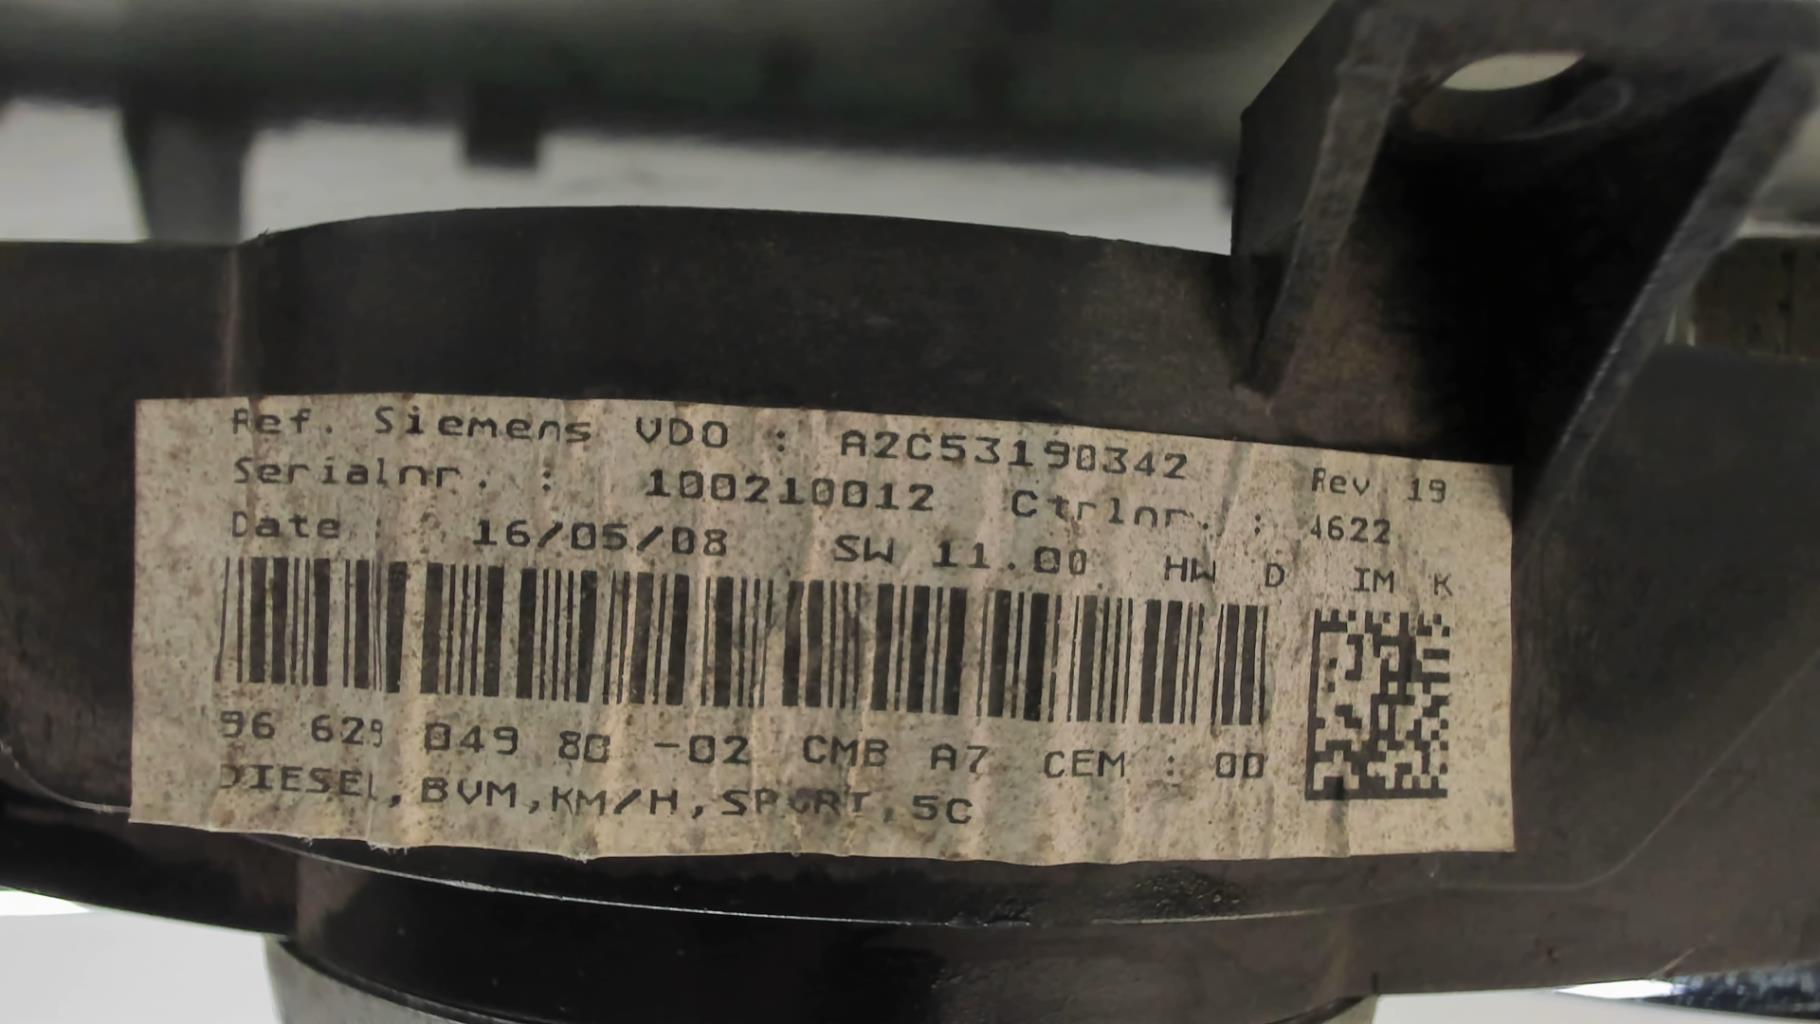 Ref. Siemens VDO : A2C53190342 Rev 19
Serialnr. : 100210012 Ctrlnr. : 4622
Date : 16/05/08 SW 11.00 HW D IM K
96 629 049 80 -02 CMB A7 CEM : 00
DIESEL, BVM, KM/H, SPORT, 5C